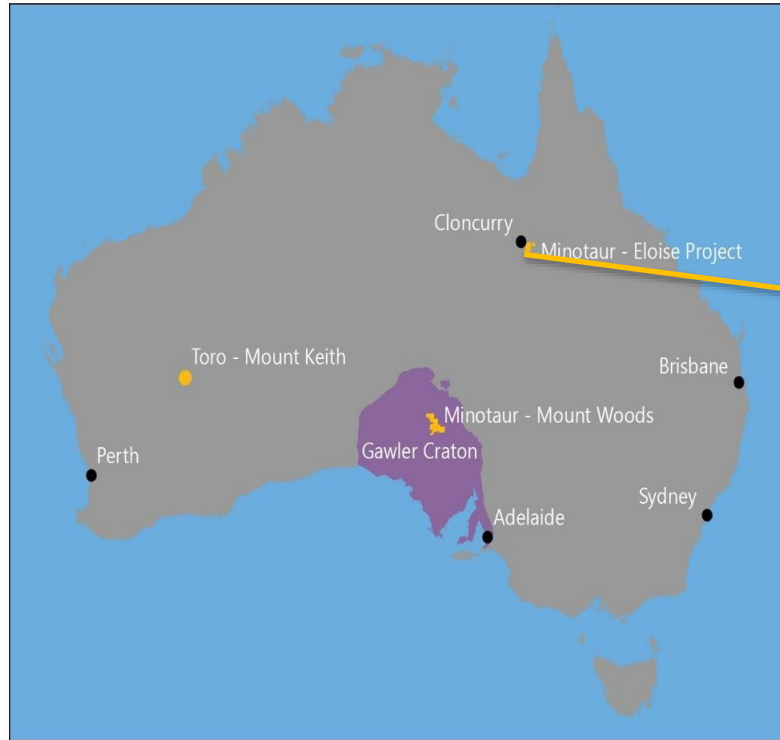 Cloncurry
Minotaur - Eloise Project
Toro - Mount Keith
Brisbane
Minotaur - Mount Woods
Gawler Craton
Perth
Sydney
Adelaide